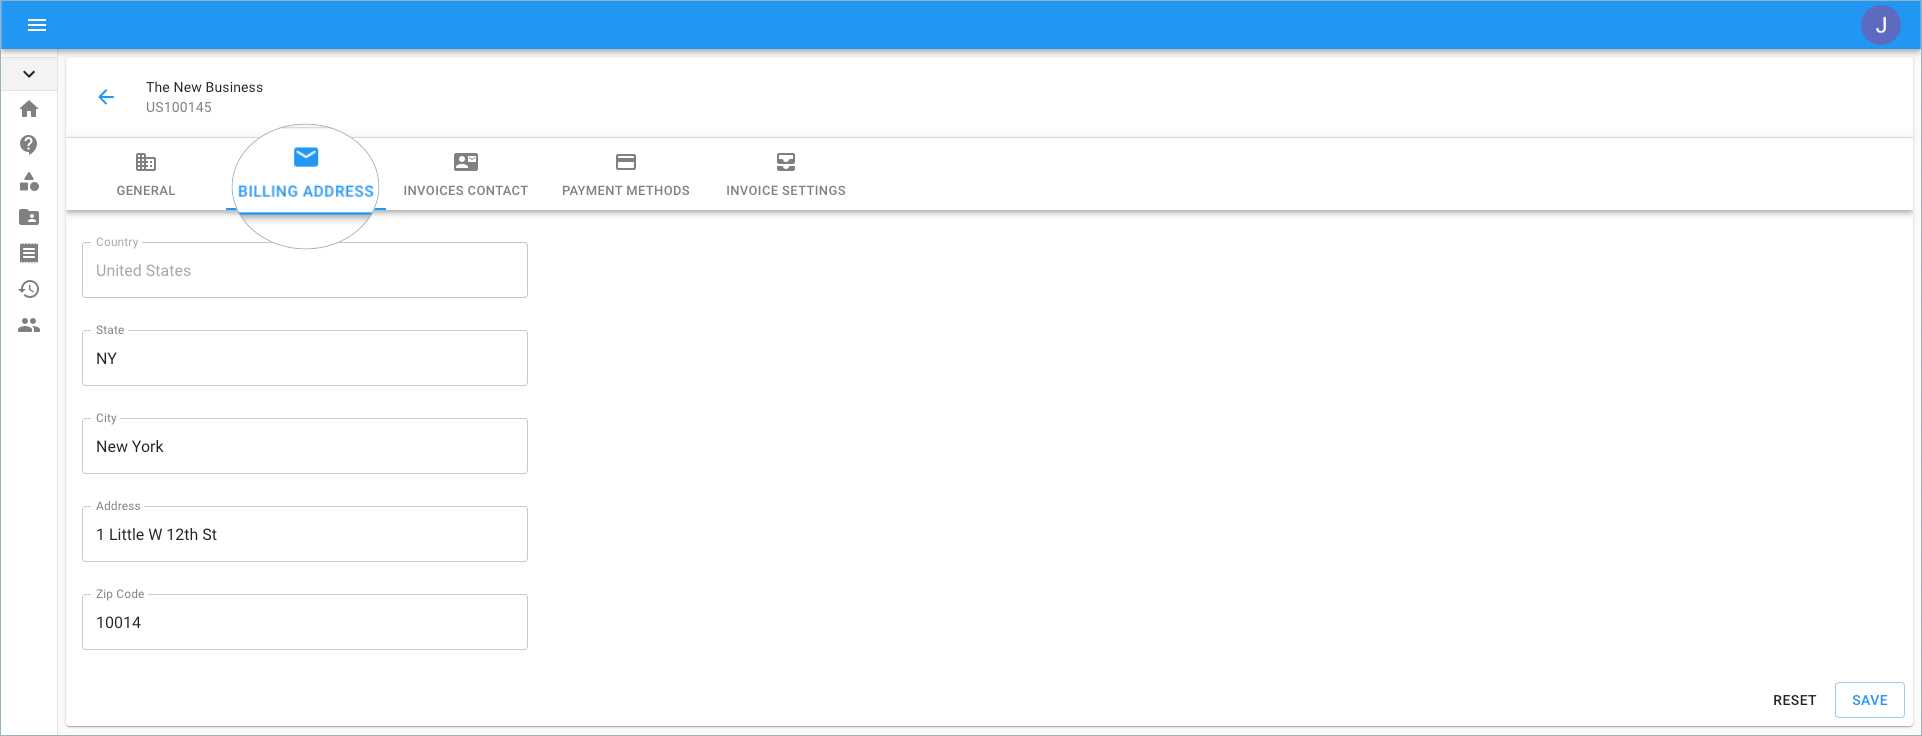 J
The New Business
US100145
GENERAL
BILLING ADDRESS
INVOICES CONTACT
PAYMENT METHODS
INVOICE SETTINGS
Country
United States
State
NY
City
New York
Address
1 Little W 12th St
Zip Code
10014
RESET
SAVE